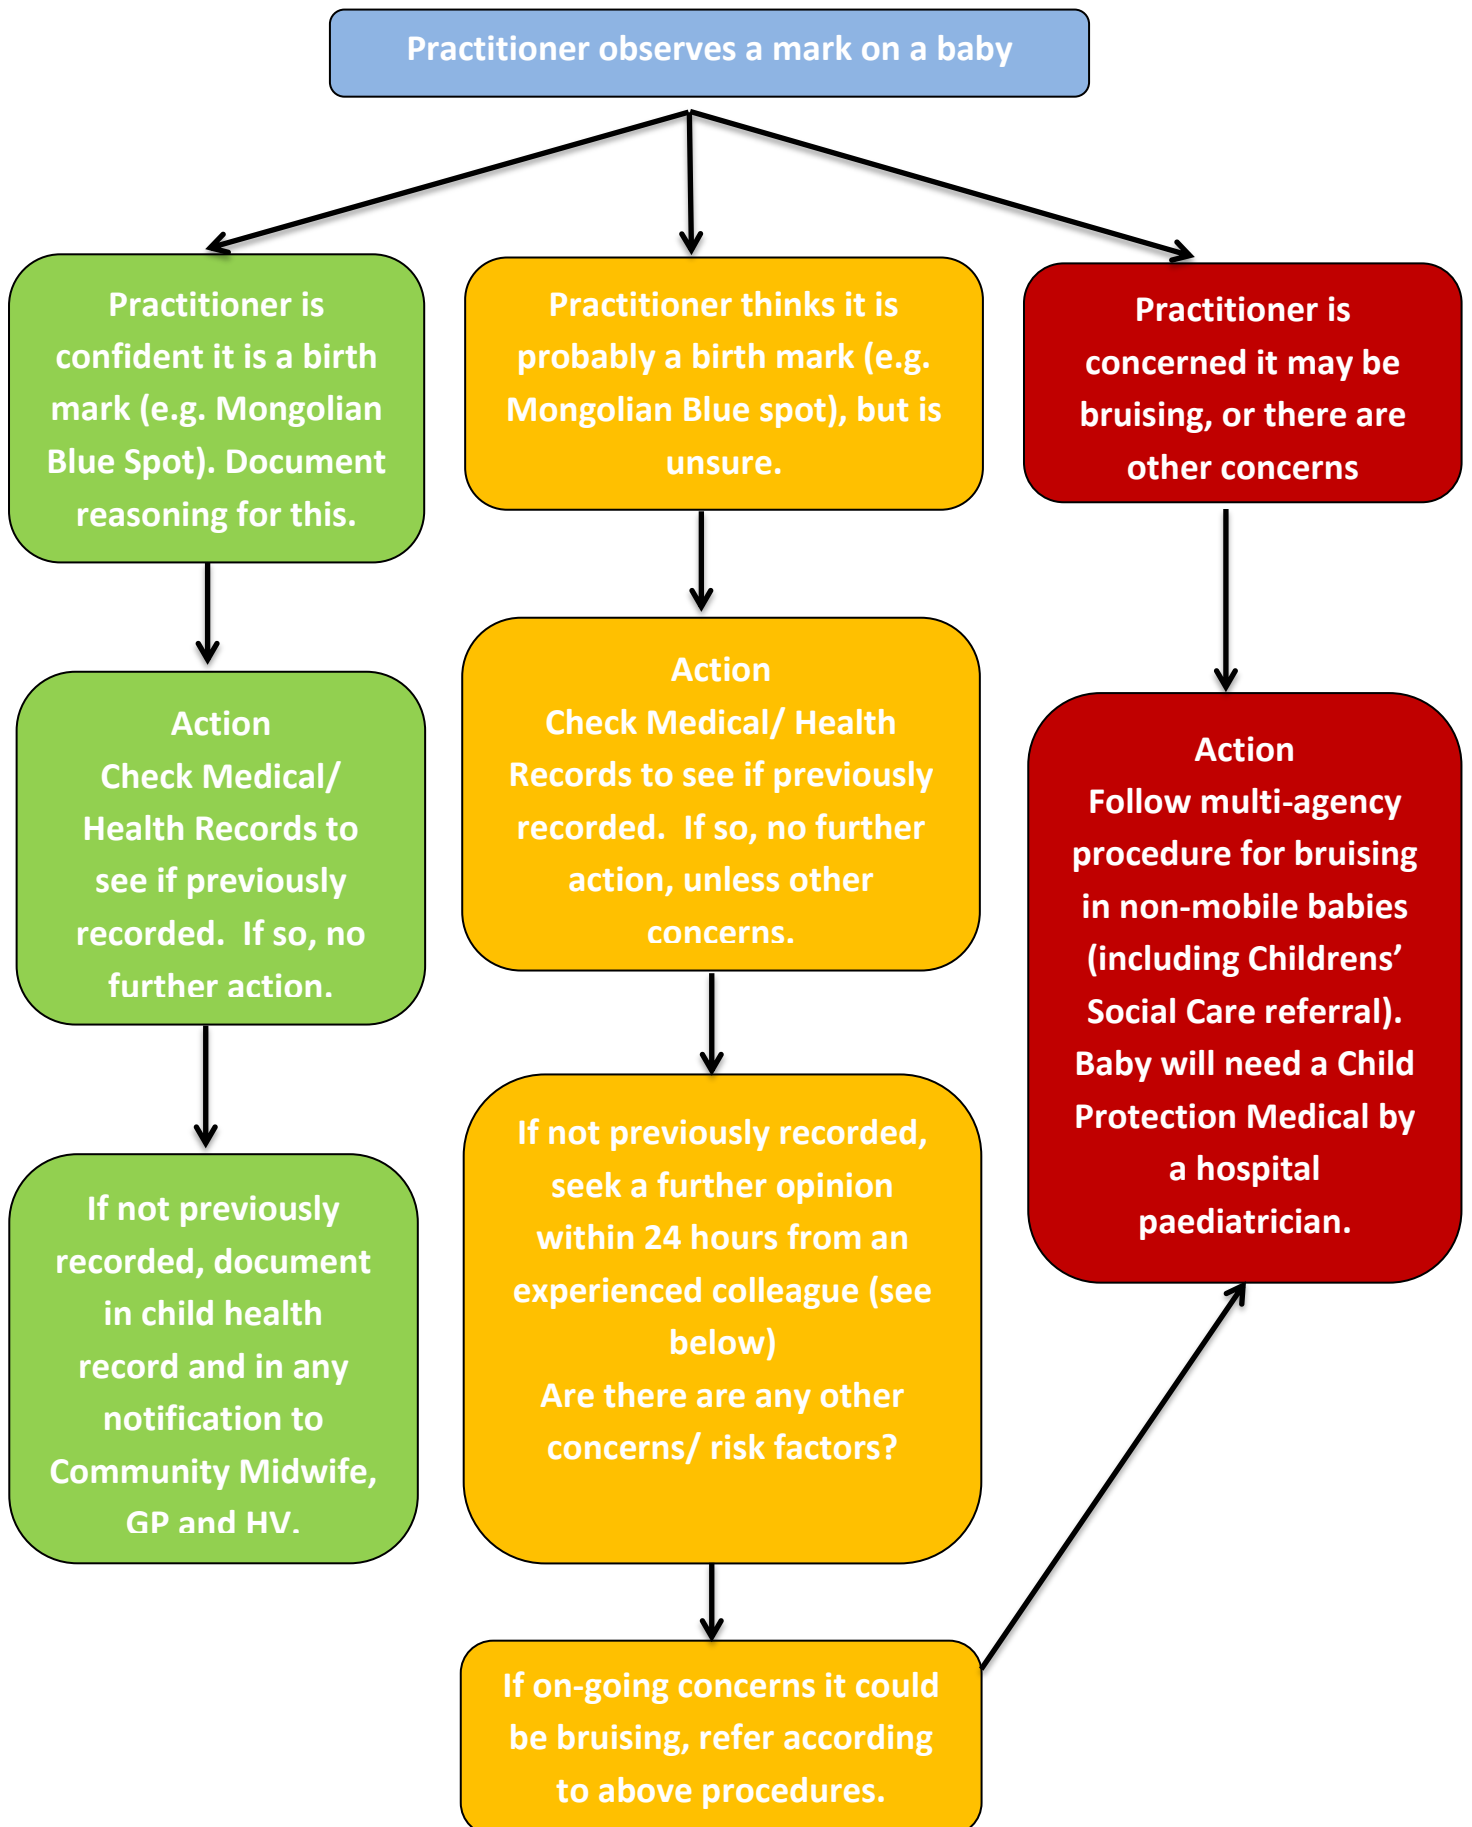 Practitioner observes a mark on a baby
Practitioner is
confident it is a birth
mark (e.g. Mongolian
Blue Spot). Document
reasoning for this.
Action
Check Medical/
Health Records to
see if previously
recorded.  If so, no
further action.
If not previously
recorded, document
in child health
record and in any
notification to
Community Midwife,
GP and HV.
Practitioner thinks it is
probably a birth mark (e.g.
Mongolian Blue spot), but is
unsure.
Action
Check Medical/ Health
Records to see if previously
recorded.  If so, no further
action, unless other
concerns.
If not previously recorded,
seek a further opinion
within 24 hours from an
experienced colleague (see
below)
Are there are any other
concerns/ risk factors?
If on-going concerns it could
be bruising, refer according
to above procedures.
Practitioner is
concerned it may be
bruising, or there are
other concerns
Action
Follow multi-agency
procedure for bruising
in non-mobile babies
(including Childrens’
Social Care referral).
Baby will need a Child
Protection Medical by
a hospital
paediatrician.